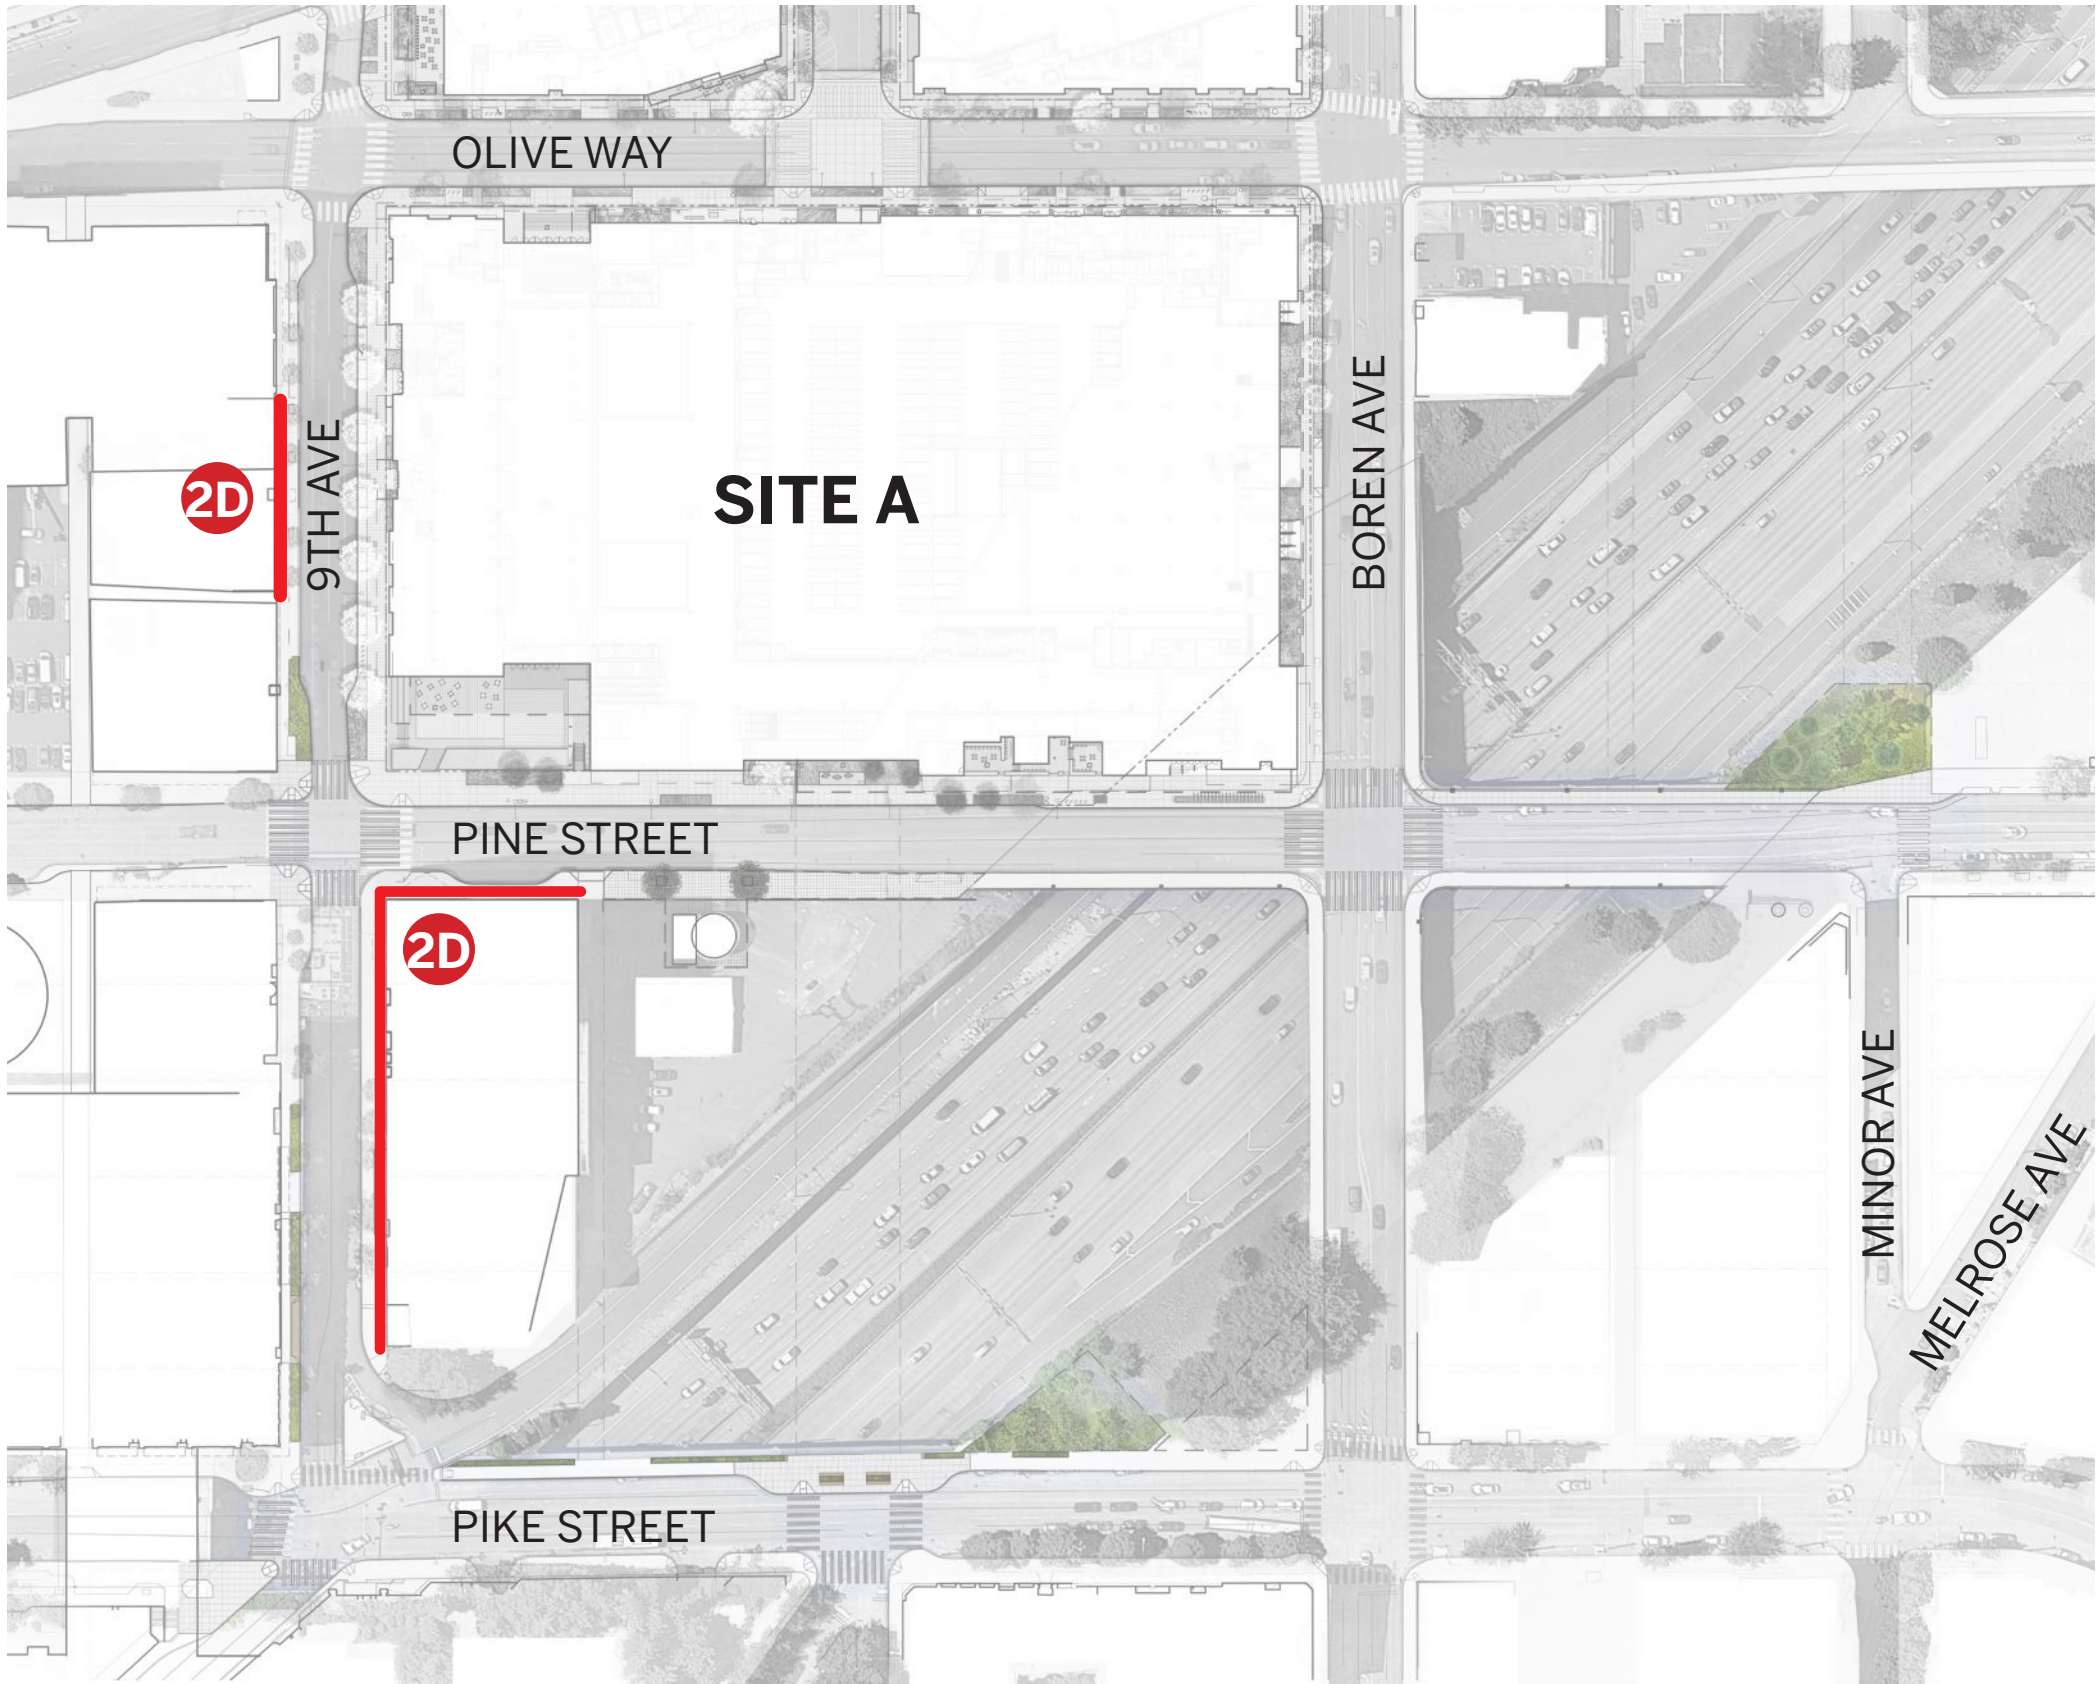 OLIVE WAY
9TH AVE
2D
SITE A
BOREN AVE
PINE STREET
2D
MINOR AVE
MELROSE AVE
PIKE STREET